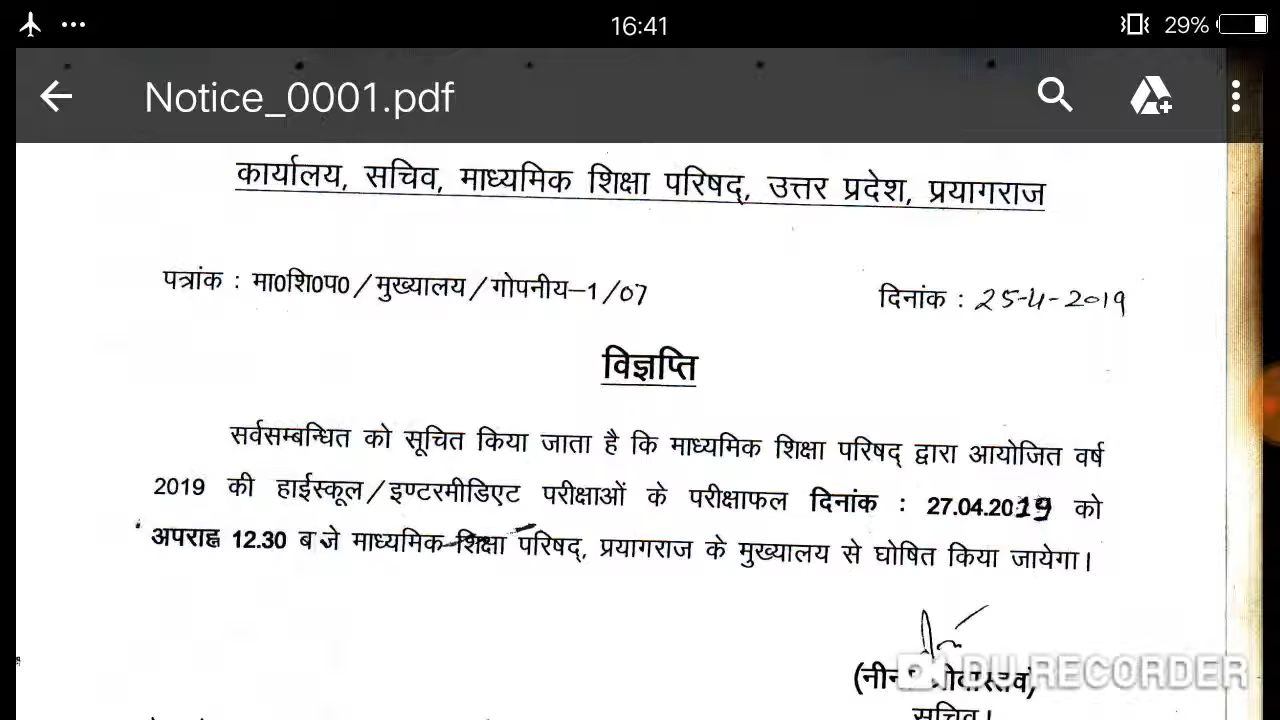 16:41
29%
Notice_0001.pdf
कार्यालय, सचिव, माध्यमिक शिक्षा परिषद्, उत्तर प्रदेश, प्रयागराज
पत्रांक : मा0शि0प0/मुख्यालय/गोपनीय–1/07
दिनांक : 25-4-2019
विज्ञप्ति
सर्वसम्बन्धित को सूचित किया जाता है कि माध्यमिक शिक्षा परिषद् द्वारा आयोजित वर्ष
2019 की हाईस्कूल/इण्टरमीडिएट परीक्षाओं के परीक्षाफल दिनांक : 27.04.2019 को
अपराह्न 12.30 बजे माध्यमिक शिक्षा परिषद्, प्रयागराज के मुख्यालय से घोषित किया जायेगा।
DU RECORDER
सचिव।